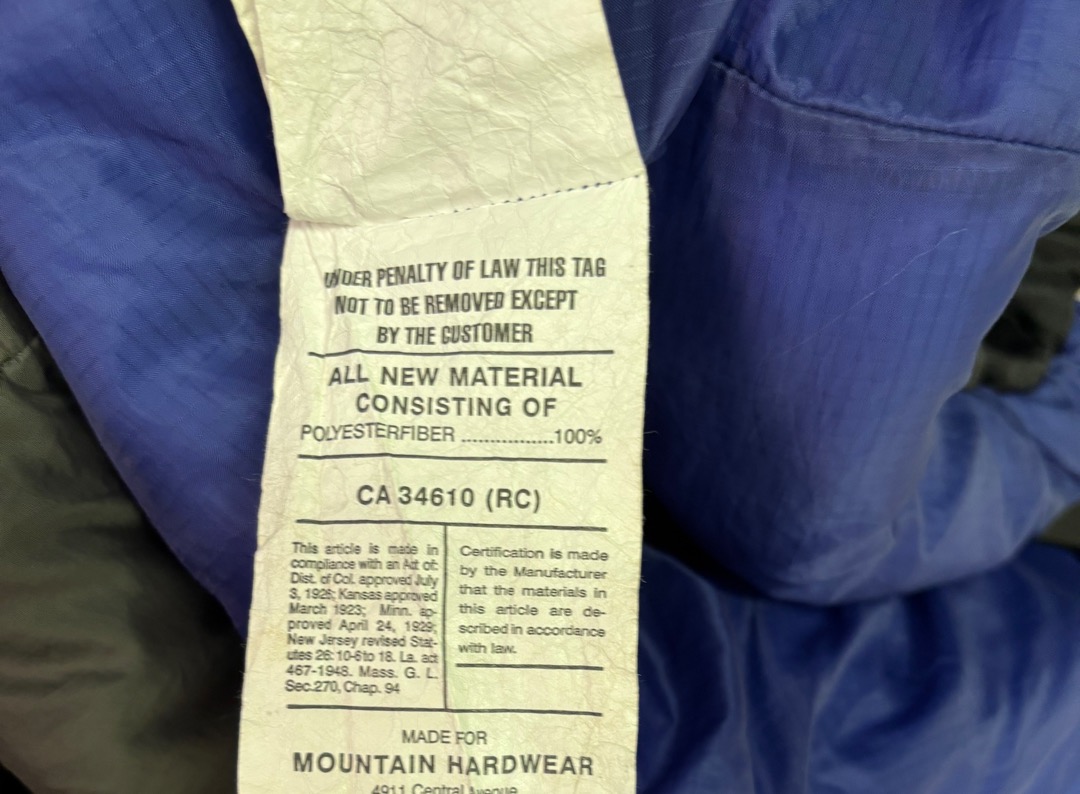 UNDER PENALTY OF LAW THIS TAG
NOT TO BE REMOVED EXCEPT
BY THE CUSTOMER
ALL NEW MATERIAL
CONSISTING OF
POLYESTERFIBER ................100%
CA 34610 (RC)
This article is made in
compliance with an Act of:
Dist. of Col. approved July
3, 1926; Kansas approved
March 1923; Minn. ap-
proved April 24, 1929;
New Jersey revised Stat-
utes 26:10-6 to 18. La. act
467-1948. Mass. G. L.
Sec.270, Chap. 94
Certification is made
by the Manufacturer
that the materials in
this article are de-
scribed in accordance
with law.
MADE FOR
MOUNTAIN HARDWEAR
4911 Central Avenue